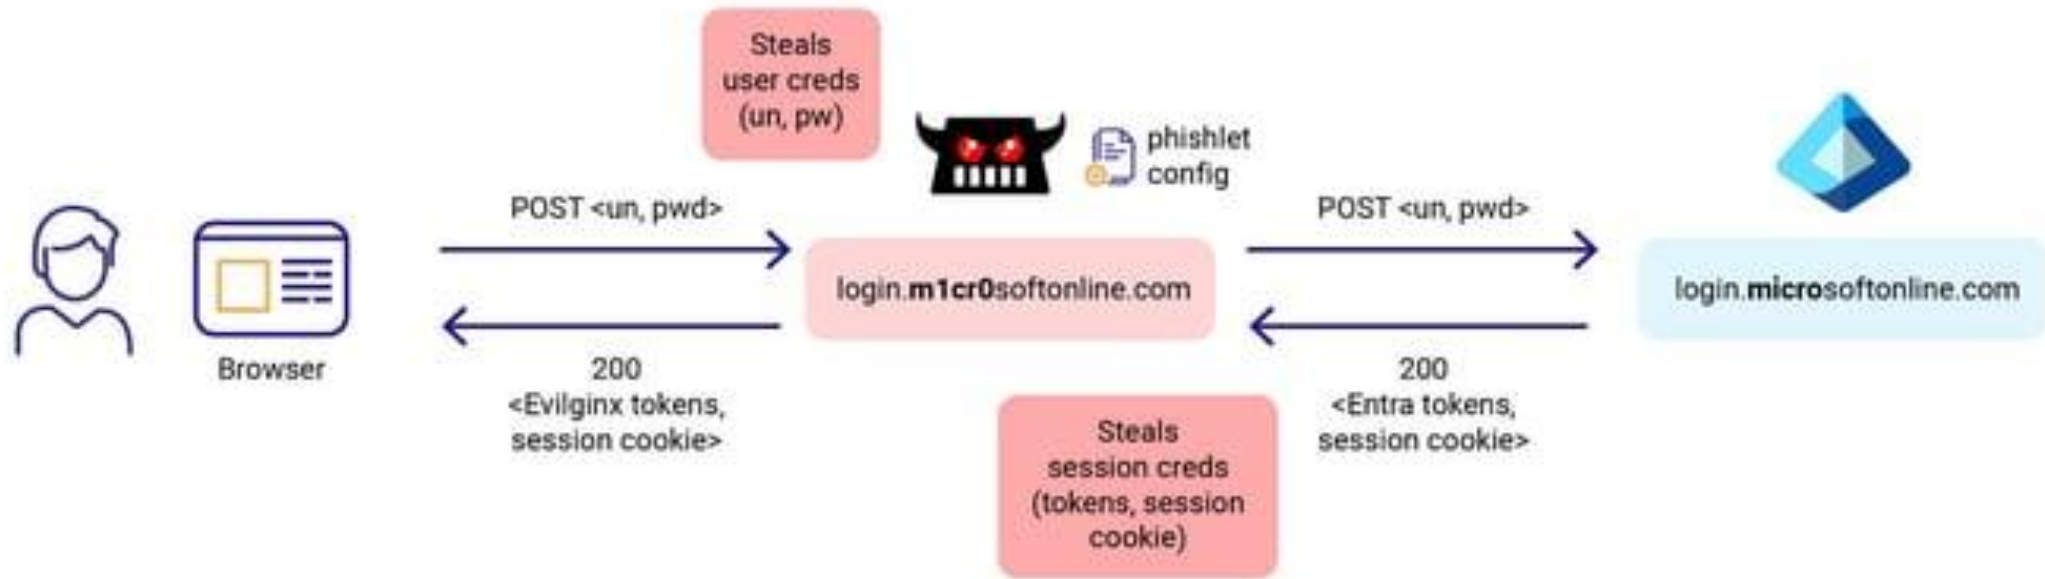 Steals
user creds
(un, pw)
phishlet
config
POST <un, pwd>
POST <un, pwd>
login.m1cr0softonline.com
login.microsoftonline.com
Browser
200
<Evilginx tokens,
session cookie>
200
<Entra tokens,
session cookie>
Steals
session creds
(tokens, session
cookie)